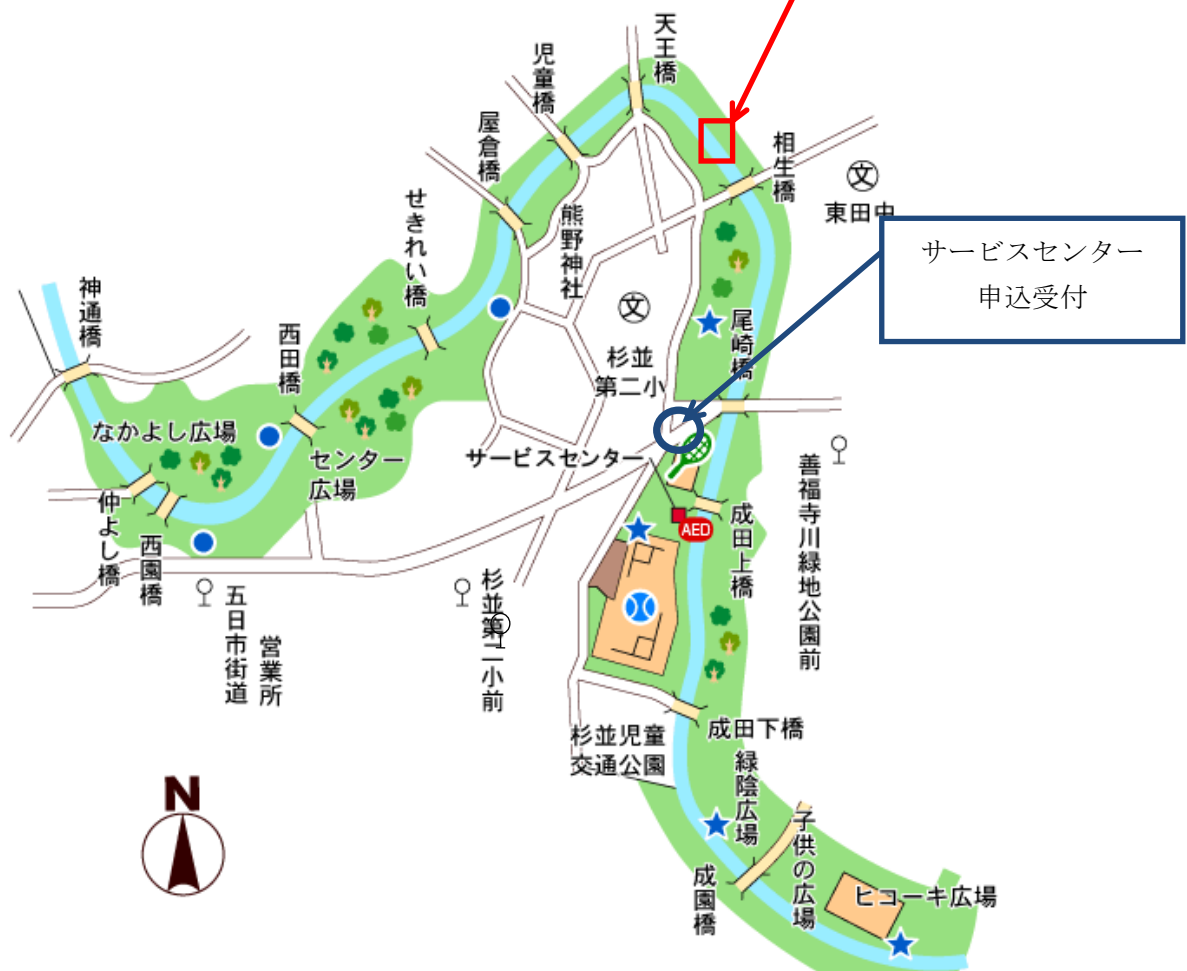 天王橋
児童橋
屋倉橋
相生橋
文
東田中
せきれい橋
熊野神社
サービスセンター
申込受付
神通橋
西田橋
文
杉並
第二小
尾崎橋
なかよし広場
センター
広場
サービスセンター
仲よし橋
西園橋
AED
成田上橋
善福寺川緑地公園前
五日市街道
営業所
杉並第二小前
杉並児童
交通公園
成田下橋
緑陰広場
子供の広場
成園橋
ヒコーキ広場
N